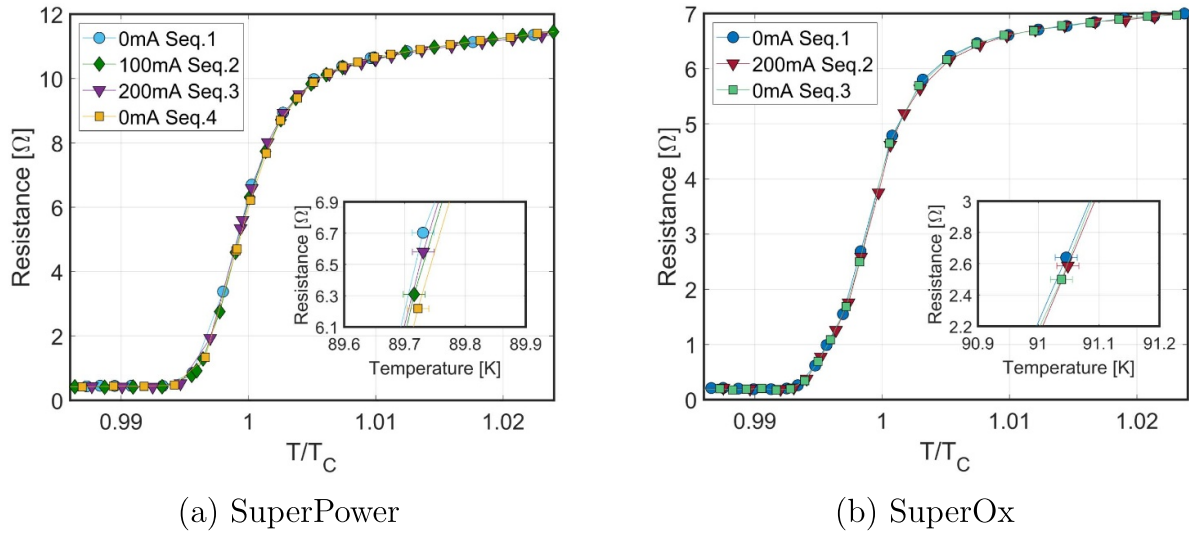 12
10
8
6
4
2
0
Resistance [Ω]
0mA Seq.1
100mA Seq.2
200mA Seq.3
0mA Seq.4
6.9
6.7
6.5
6.3
6.1
Resistance [Ω]
89.6 89.7 89.8 89.9
Temperature [K]
0.99 1 1.01 1.02
T/T_C
(a) SuperPower
7
6
5
4
3
2
1
0
Resistance [Ω]
0mA Seq.1
200mA Seq.2
0mA Seq.3
3
2.8
2.6
2.4
2.2
Resistance [Ω]
90.9 91 91.1 91.2
Temperature [K]
0.99 1 1.01 1.02
T/T_C
(b) SuperOx